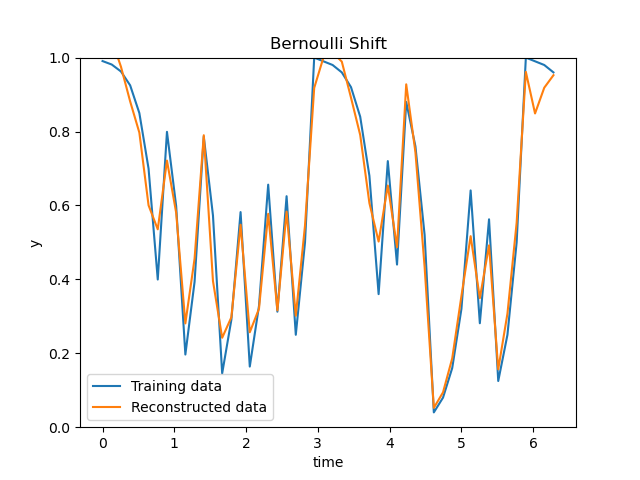 Bernoulli Shift
1.0
0.8
0.6
y
0.4
0.2
0.0
Training data
Reconstructed data
0 1 2 3 4 5 6
time